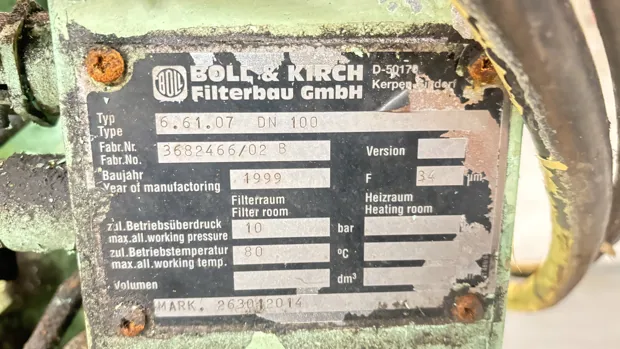 BOLL
BOLL & KIRCH D-5017
Filterbau GmbH Kerpen
Typ 6.61.07 DN 100
Type
Fabr.Nr. 3682466/02 B Version
Fabr.No.
Baujahr 1999 F 34 µm
Year of manufactoring
Filterraum Heizraum
Filter room Heating room
zul.Betriebsüberdruck 10 bar
max.all.working pressure
zul.Betriebstemperatur 80 °C
max.all.working temp.
Volumen dm³
MARK. 263012014